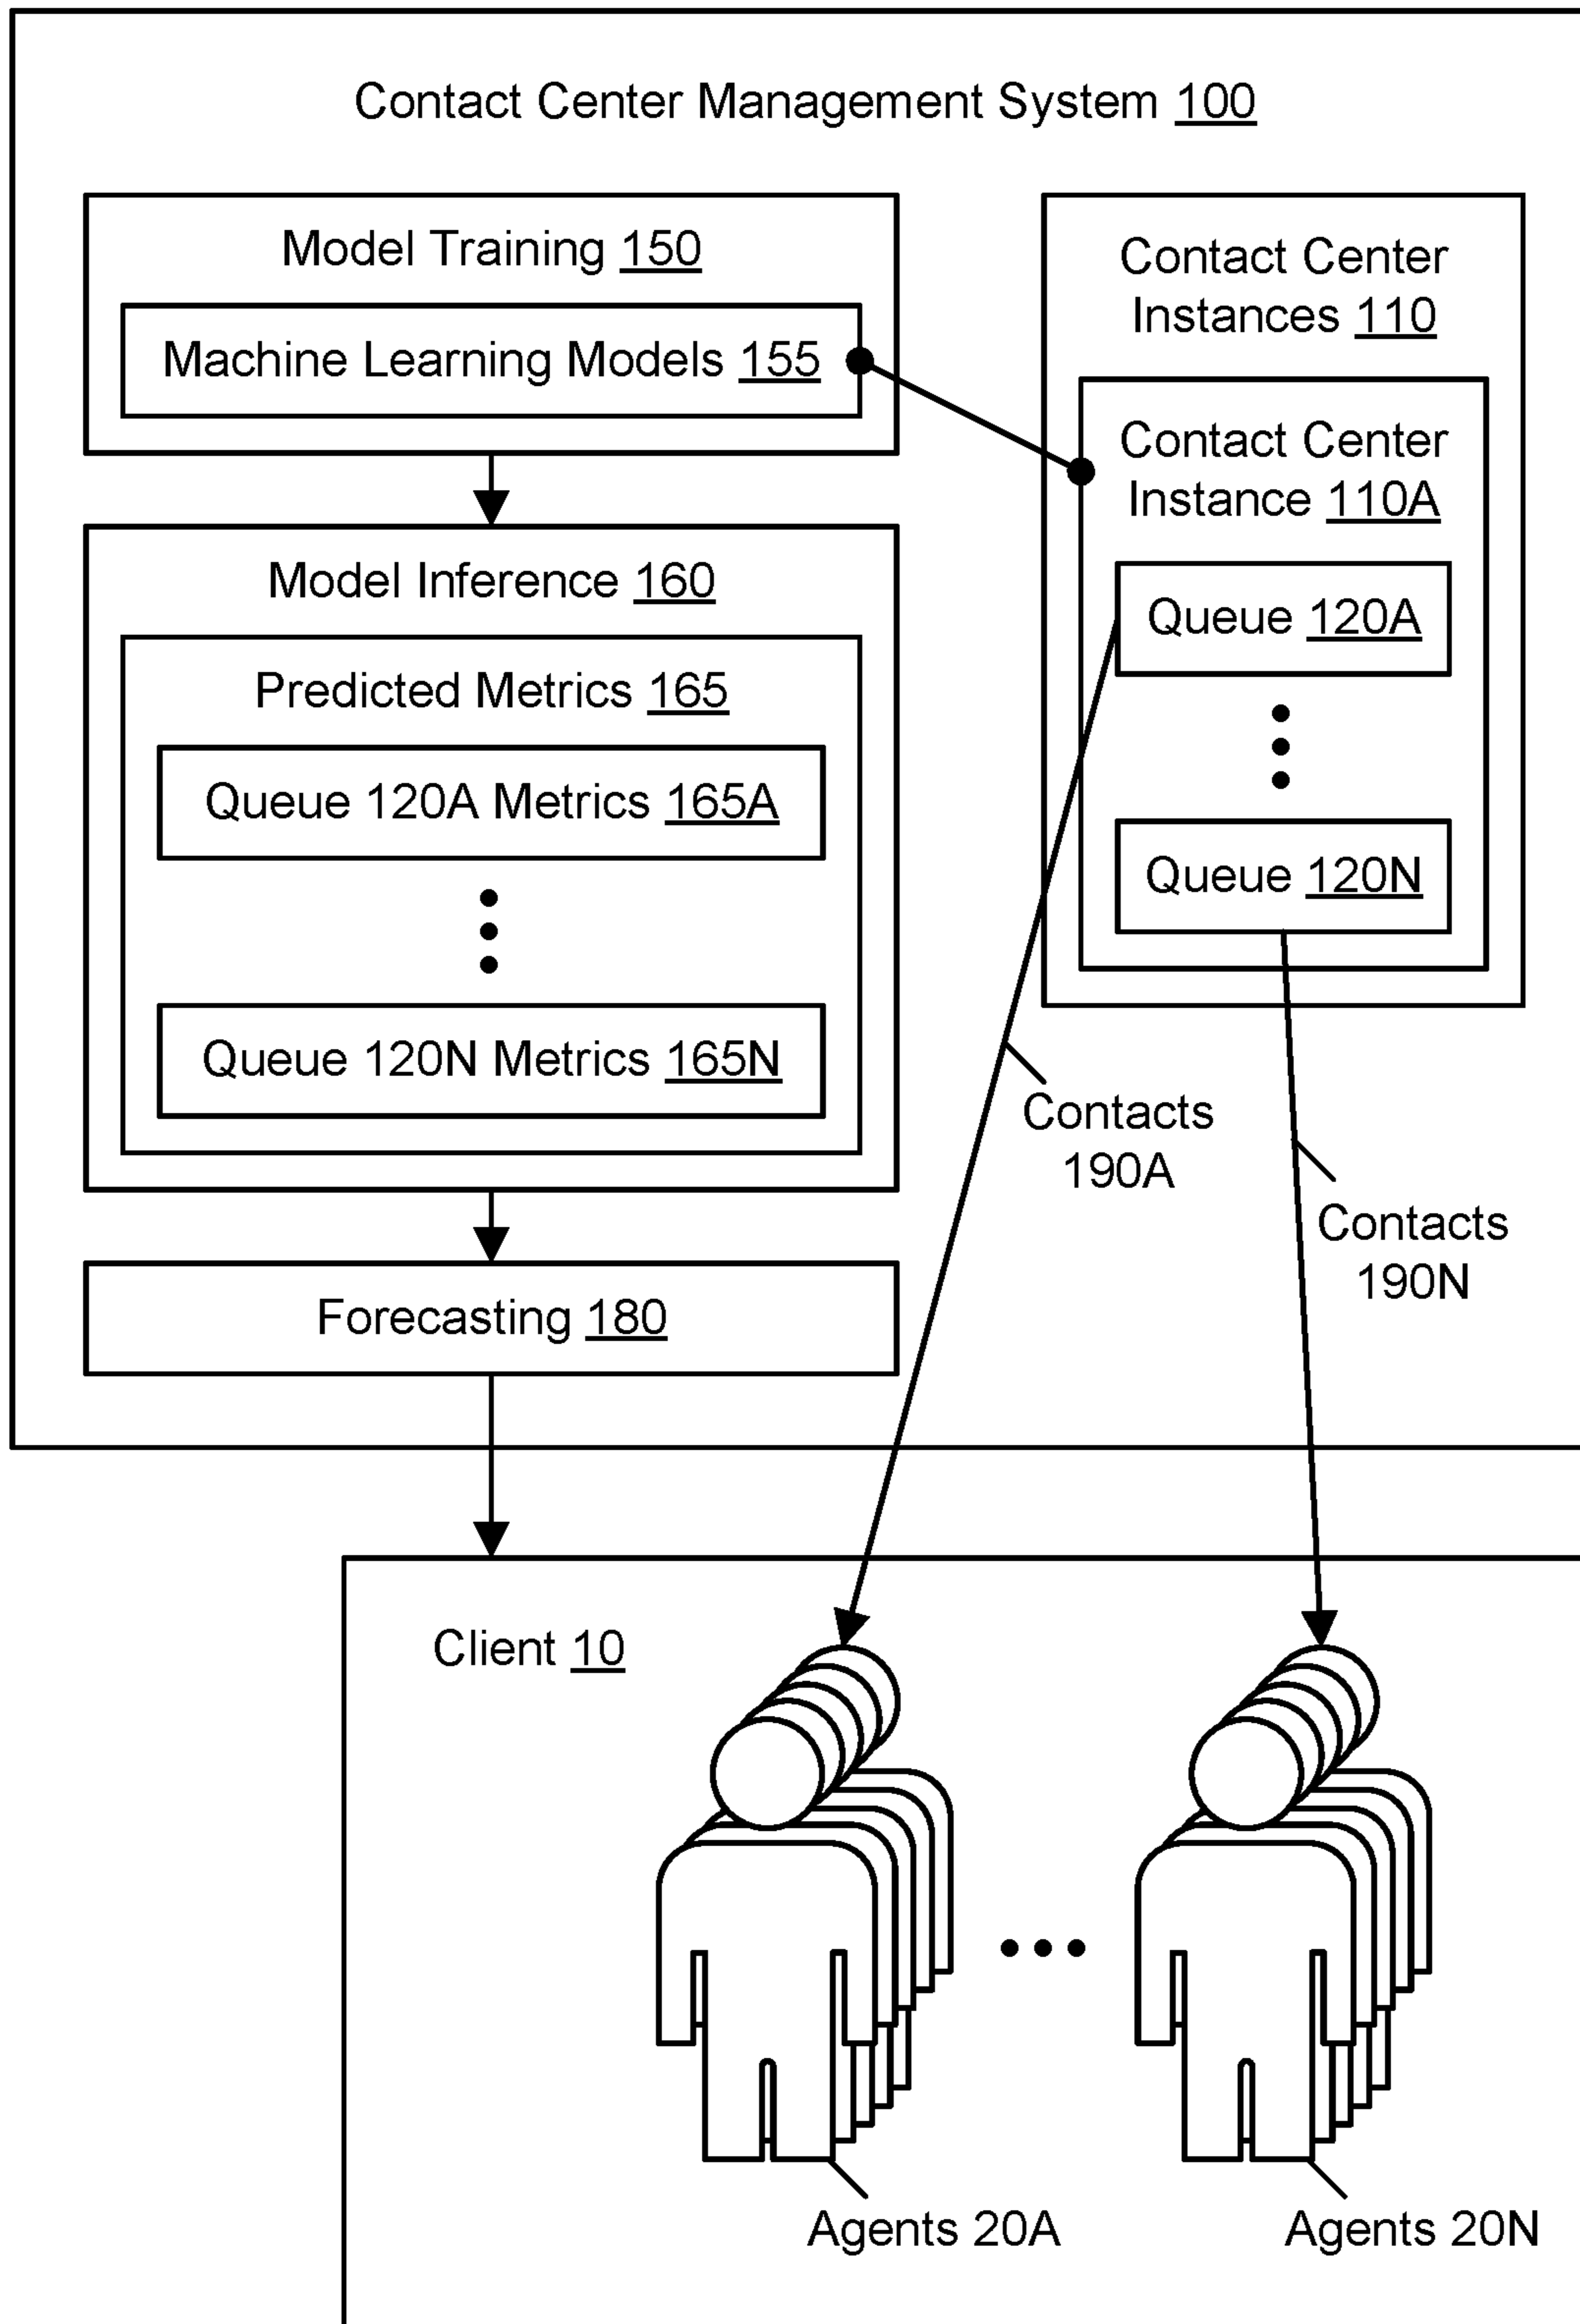 Contact Center Management System 100
Model Training 150
Machine Learning Models 155
Model Inference 160
Predicted Metrics 165
Queue 120A Metrics 165A
Queue 120N Metrics 165N
Forecasting 180
Contact Center
Instances 110
Contact Center
Instance 110A
Queue 120A
Queue 120N
Contacts
190A
Contacts
190N
Client 10
Agents 20A
Agents 20N